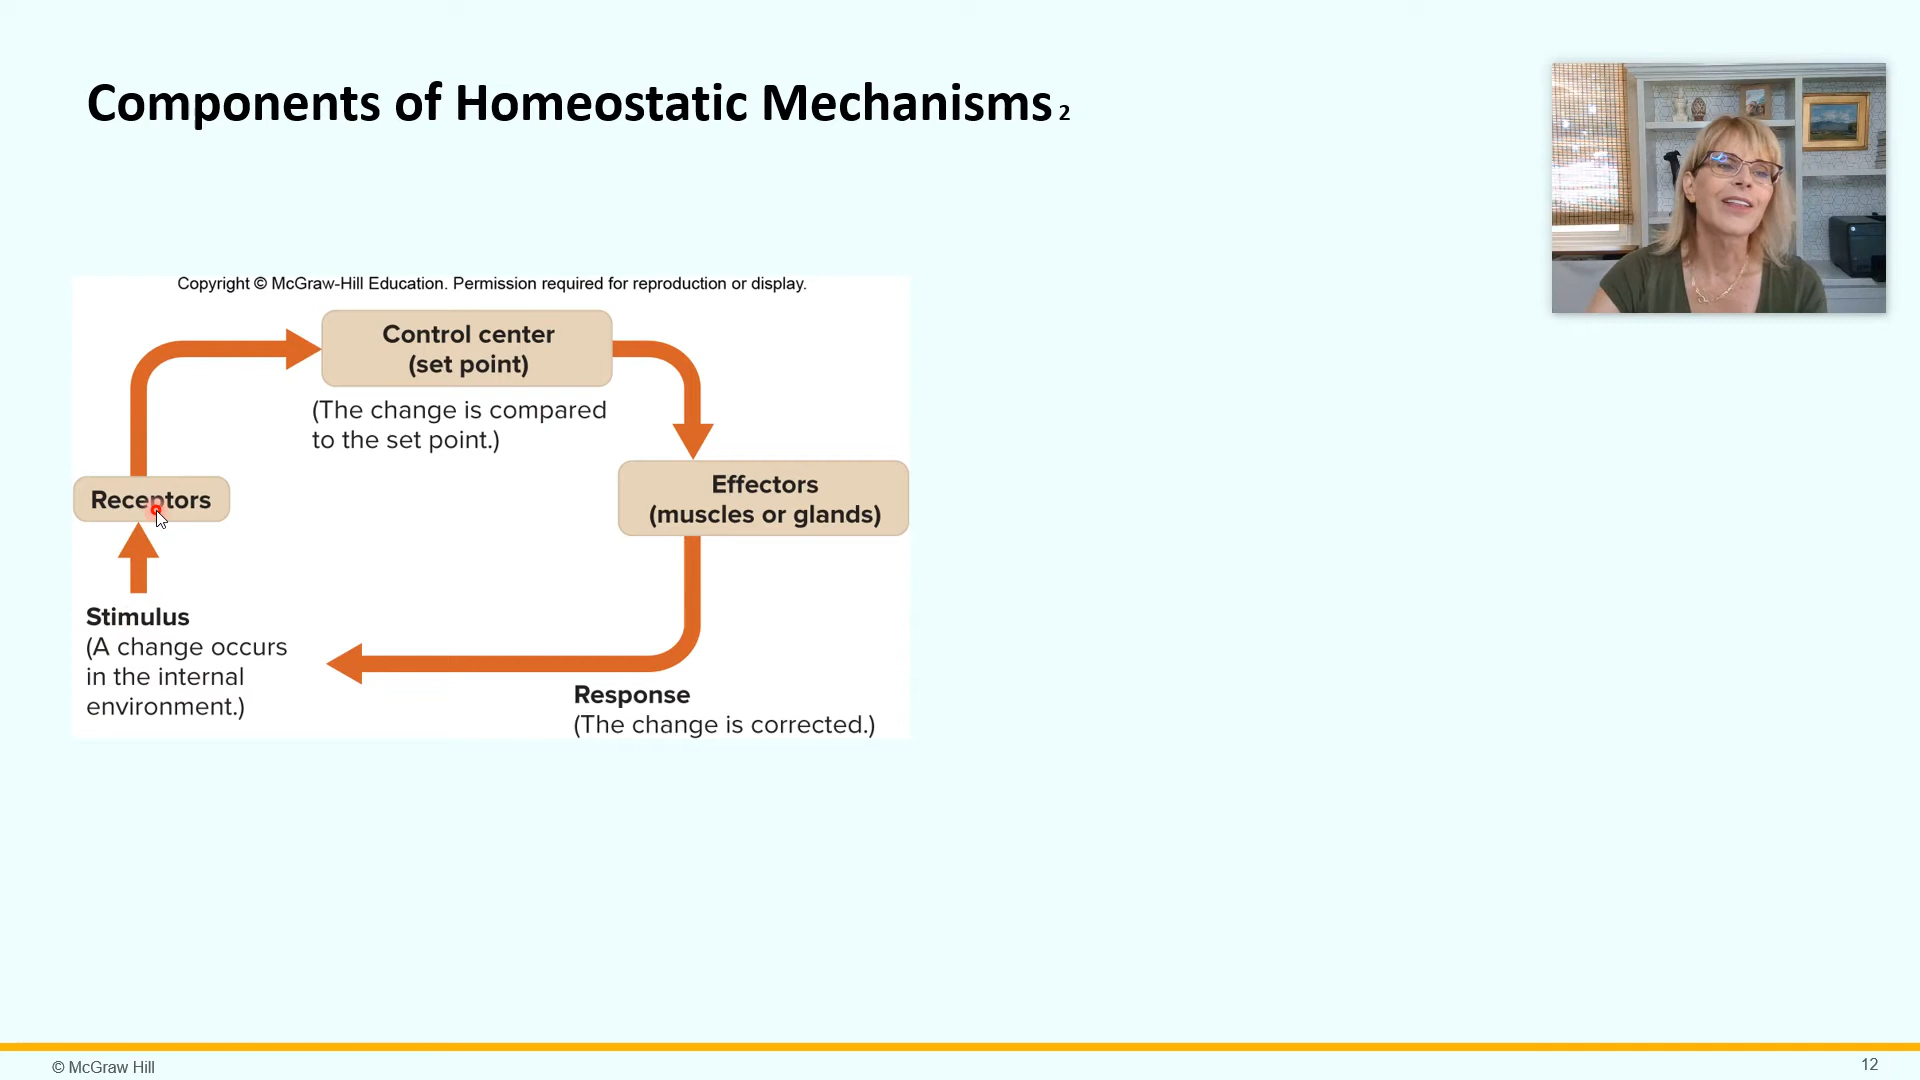 Components of Homeostatic Mechanisms 2
Copyright © McGraw-Hill Education. Permission required for reproduction or display.
Control center
(set point)
(The change is compared
to the set point.)
Receptors
Effectors
(muscles or glands)
Stimulus
(A change occurs
in the internal
environment.)
Response
(The change is corrected.)
© McGraw Hill
12